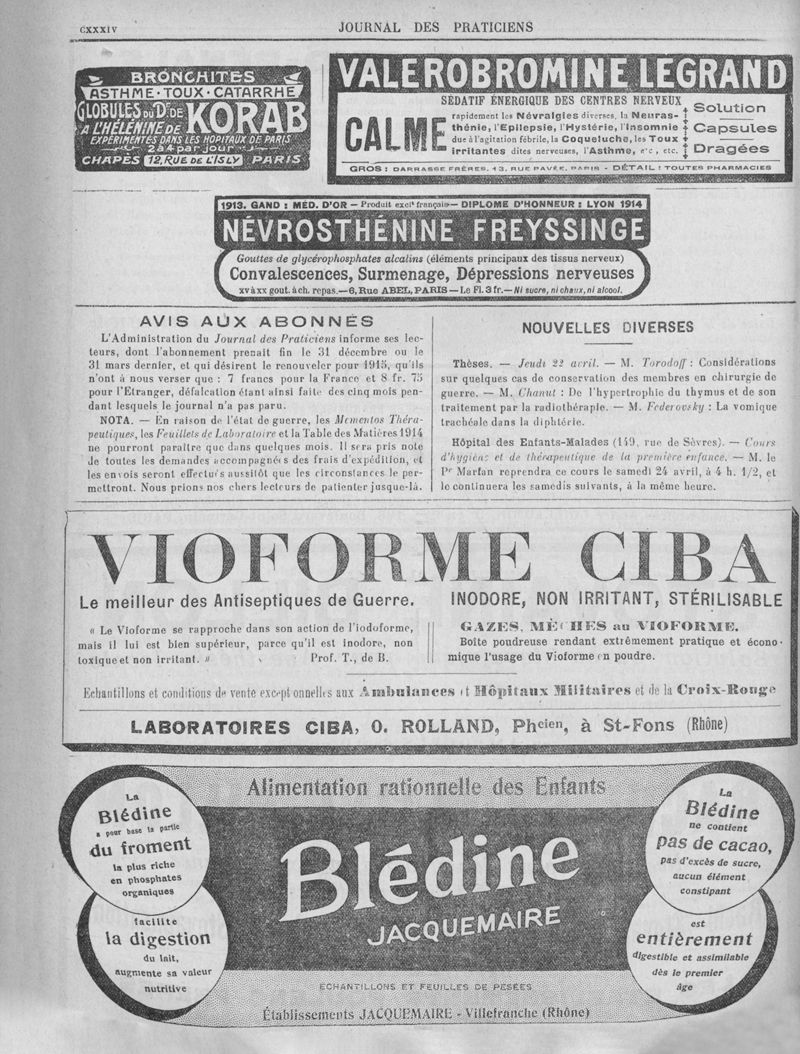 CXXXIV
JOURNAL DES PRATICIENS
BRONCHITES
ASTHME · TOUX · CATARRHE
GLOBULES DU Dr DE
KORAB
A L'HÉLÉNINE DE
EXPÉRIMENTÉS DANS LES HÔPITAUX DE PARIS
2 à 4 par jour
CHAPÈS 12, RUE DE L'ISLY PARIS
VALEROBROMINE LEGRAND
SÉDATIF ÉNERGIQUE DES CENTRES NERVEUX
CALME
rapidement les Névralgies diverses, la Neuras-
thénie, l'Epilepsie, l'Hystérie, l'Insomnie
due à l'agitation fébrile, la Coqueluche, les Toux
irritantes dites nerveuses, l'Asthme, etc., etc.
Solution
Capsules
Dragées
GROS : DARRASSE FRÈRES, 13, RUE PAVÉE, PARIS - DÉTAIL : TOUTES PHARMACIES
1913. GAND : MÉD. D'OR — Produit exclt français — DIPLOME D'HONNEUR : LYON 1914
NÉVROSTHÉNINE FREYSSINGE
Gouttes de glycérophosphates alcalins (éléments principaux des tissus nerveux)
Convalescences, Surmenage, Dépressions nerveuses
xv à xx gout. à ch. repas. — 6, Rue ABEL, PARIS — Le Fl. 3 fr. — Ni sucre, ni chaux, ni alcool.
AVIS AUX ABONNÉS
L'Administration du Journal des Praticiens informe ses lec-
teurs, dont l'abonnement prenait fin le 31 décembre ou le
31 mars dernier, et qui désirent le renouveler pour 1915, qu'ils
n'ont à nous verser que : 7 francs pour la France et 8 fr. 75
pour l'Etranger, défalcation étant ainsi faite des cinq mois pen-
dant lesquels le journal n'a pas paru.
NOTA. — En raison de l'état de guerre, les Mementos Théra-
peutiques, les Feuillets de Laboratoire et la Table des Matières 1914
ne pourront paraître que dans quelques mois. Il sera pris note
de toutes les demandes accompagnées des frais d'expédition, et
les envois seront effectués aussitôt que les circonstances le per-
mettront. Nous prions nos chers lecteurs de patienter jusque-là.
NOUVELLES DIVERSES
Thèses. — Jeudi 22 avril. — M. Torodoff : Considérations
sur quelques cas de conservation des membres en chirurgie de
guerre. — M. Chanut : De l'hypertrophie du thymus et de son
traitement par la radiothérapie. — M. Federovsky : La vomique
trachéale dans la diphtérie.
Hôpital des Enfants-Malades (149, rue de Sèvres). — Cours
d'hygiène et de thérapeutique de la première enfance. — M. le
Pr Marfan reprendra ce cours le samedi 24 avril, à 4 h. 1/2, et
le continuera les samedis suivants, à la même heure.
VIOFORME CIBA
Le meilleur des Antiseptiques de Guerre.
INODORE, NON IRRITANT, STÉRILISABLE
« Le Vioforme se rapproche dans son action de l'iodoforme,
mais il lui est bien supérieur, parce qu'il est inodore, non
toxique et non irritant. »
Prof. T., de B.
GAZES, MÈCHES au VIOFORME.
Boîte poudreuse rendant extrêmement pratique et écono-
mique l'usage du Vioforme en poudre.
Echantillons et conditions de vente exceptionnelles aux Ambulances et Hôpitaux Militaires et de la Croix-Rouge
LABORATOIRES CIBA, O. ROLLAND, Phcien, à St-Fons (Rhône)
Alimentation rationnelle des Enfants
La
Blédine
a pour base la partie
du froment
la plus riche
en phosphates
organiques
facilite
la digestion
du lait,
augmente sa valeur
nutritive
Blédine
JACQUEMAIRE
La
Blédine
ne contient
pas de cacao,
pas d'excès de sucre,
aucun élément
constipant
est
entièrement
digestible et assimilable
dès le premier
âge
ÉCHANTILLONS ET FEUILLES DE PESÉES
Établissements JACQUEMAIRE - Villefranche (Rhône)